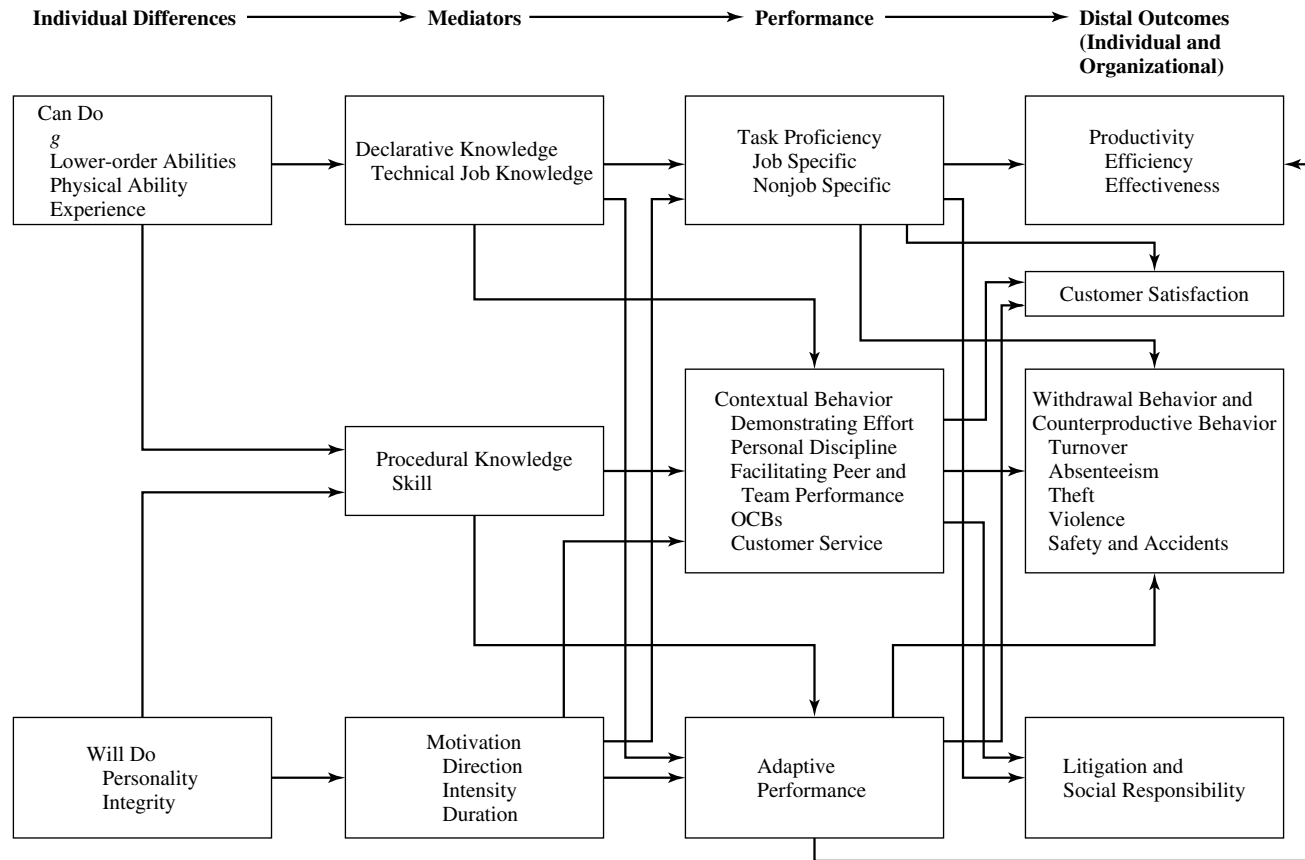 Individual Differences
Mediators
Performance
Distal Outcomes
(Individual and
Organizational)
Can Do
g
Lower-order Abilities
Physical Ability
Experience
Declarative Knowledge
Technical Job Knowledge
Task Proficiency
Job Specific
Nonjob Specific
Productivity
Efficiency
Effectiveness
Customer Satisfaction
Procedural Knowledge
Skill
Contextual Behavior
Demonstrating Effort
Personal Discipline
Facilitating Peer and
Team Performance
OCBs
Customer Service
Withdrawal Behavior and
Counterproductive Behavior
Turnover
Absenteeism
Theft
Violence
Safety and Accidents
Will Do
Personality
Integrity
Motivation
Direction
Intensity
Duration
Adaptive
Performance
Litigation and
Social Responsibility